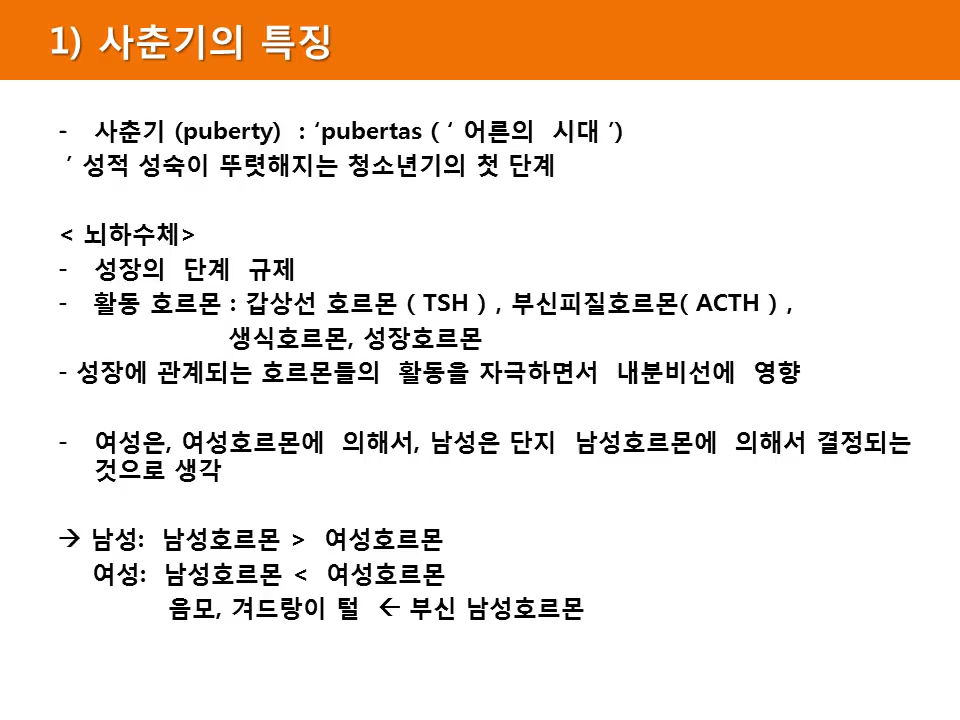 1) 사춘기의 특징
- 사춘기 (puberty) : ‘pubertas ( ‘ 어른의 시대 ’)
’ 성적 성숙이 뚜렷해지는 청소년기의 첫 단계
< 뇌하수체>
- 성장의 단계 규제
- 활동 호르몬 : 갑상선 호르몬 ( TSH ) , 부신피질호르몬( ACTH ) ,
생식호르몬, 성장호르몬
- 성장에 관계되는 호르몬들의 활동을 자극하면서 내분비선에 영향
- 여성은, 여성호르몬에 의해서, 남성은 단지 남성호르몬에 의해서 결정되는
것으로 생각
→ 남성: 남성호르몬 > 여성호르몬
여성: 남성호르몬 < 여성호르몬
음모, 겨드랑이 털 ← 부신 남성호르몬